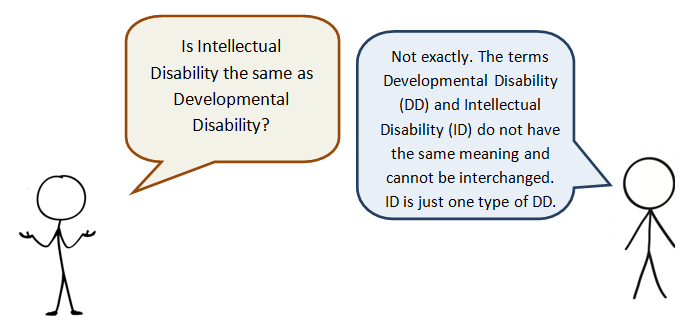 Is Intellectual
Disability the same as
Developmental
Disability?
Not exactly. The terms
Developmental Disability
(DD) and Intellectual
Disability (ID) do not have
the same meaning and
cannot be interchanged.
ID is just one type of DD.